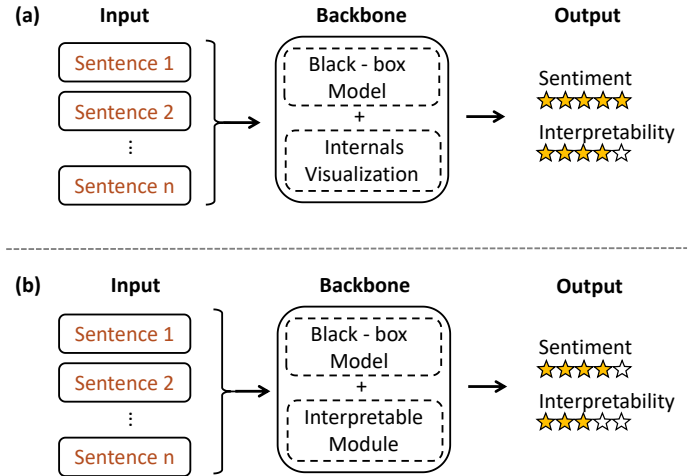 (a) Input Backbone Output
Sentence 1
Sentence 2
...
Sentence n
Black - box
Model
+
Internals
Visualization
Sentiment
Interpretability
(b) Input Backbone Output
Sentence 1
Sentence 2
...
Sentence n
Black - box
Model
+
Interpretable
Module
Sentiment
Interpretability